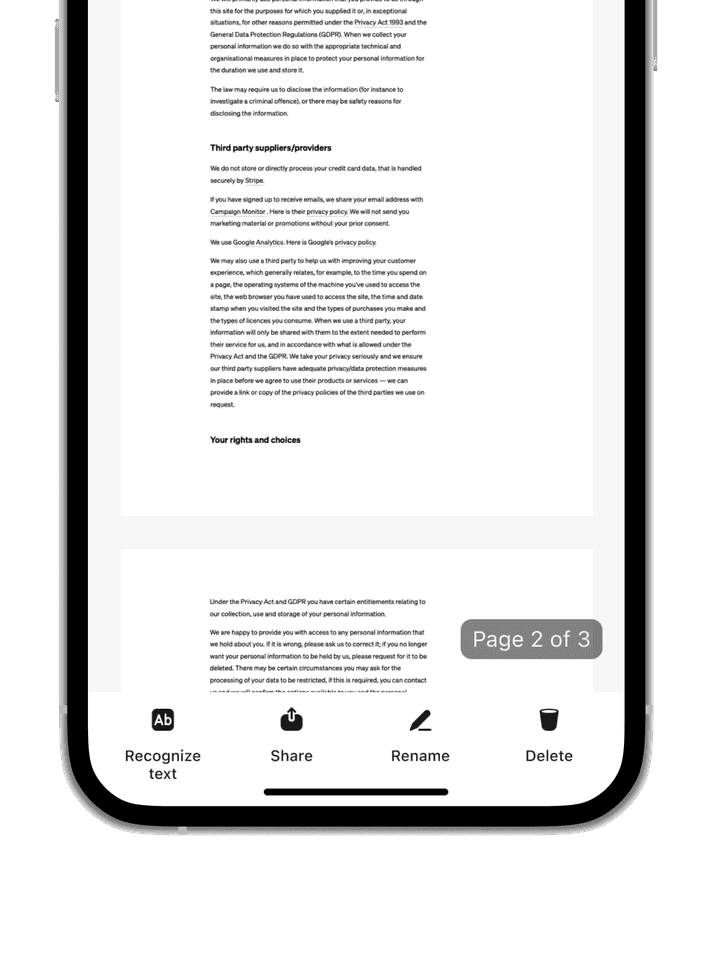 this site for the purposes for which you supplied it or, in exceptional
situations, for other reasons permitted under the Privacy Act 1993 and the
General Data Protection Regulations (GDPR). When we collect your
personal information we do so with the appropriate technical and
organisational measures in place to protect your personal information for
the duration we use and store it.
The law may require us to disclose the information (for instance to
investigate a criminal offence), or there may be safety reasons for
disclosing the information.
Third party suppliers/providers
We do not store or directly process your credit card data, that is handled
securely by Stripe.
If you have signed up to receive emails, we share your email address with
Campaign Monitor . Here is their privacy policy. We will not send you
marketing material or promotions without your prior consent.
We use Google Analytics. Here is Google's privacy policy.
We may also use a third party to help us with improving your customer
experience, which generally relates, for example, to the time you spend on
a page, the operating systems of the machine you've used to access the
site, the web browser you have used to access the site, the time and date
stamp when you visited the site and the types of purchases you make and
the types of licences you consume. When we use a third party, your
information will only be shared with them to the extent needed to perform
their service for us, and in accordance with what is allowed under the
Privacy Act and the GDPR. We take your privacy seriously and we ensure
our third party suppliers have adequate privacy/data protection measures
in place before we agree to use their products or services — we can
provide a link or copy of the privacy policies of the third parties we use on
request.
Your rights and choices
Under the Privacy Act and GDPR you have certain entitlements relating to
our collection, use and storage of your personal information.
We are happy to provide you with access to any personal information that
we hold about you. If it is wrong, please ask us to correct it; if you no longer
want your personal information to be held by us, please request for it to be
deleted. There may be certain circumstances you may ask for the
processing of your data to be restricted, if this is required, you can contact
Page 2 of 3
Ab
Recognize
text
Share
Rename
Delete